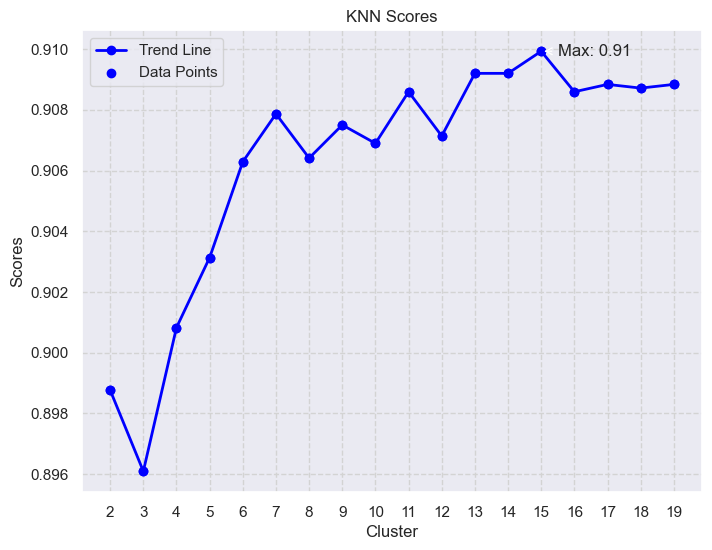 KNN Scores
Trend Line
Data Points
Max: 0.91
0.910
0.908
0.906
0.904
0.902
0.900
0.898
0.896
Scores
2 3 4 5 6 7 8 9 10 11 12 13 14 15 16 17 18 19
Cluster